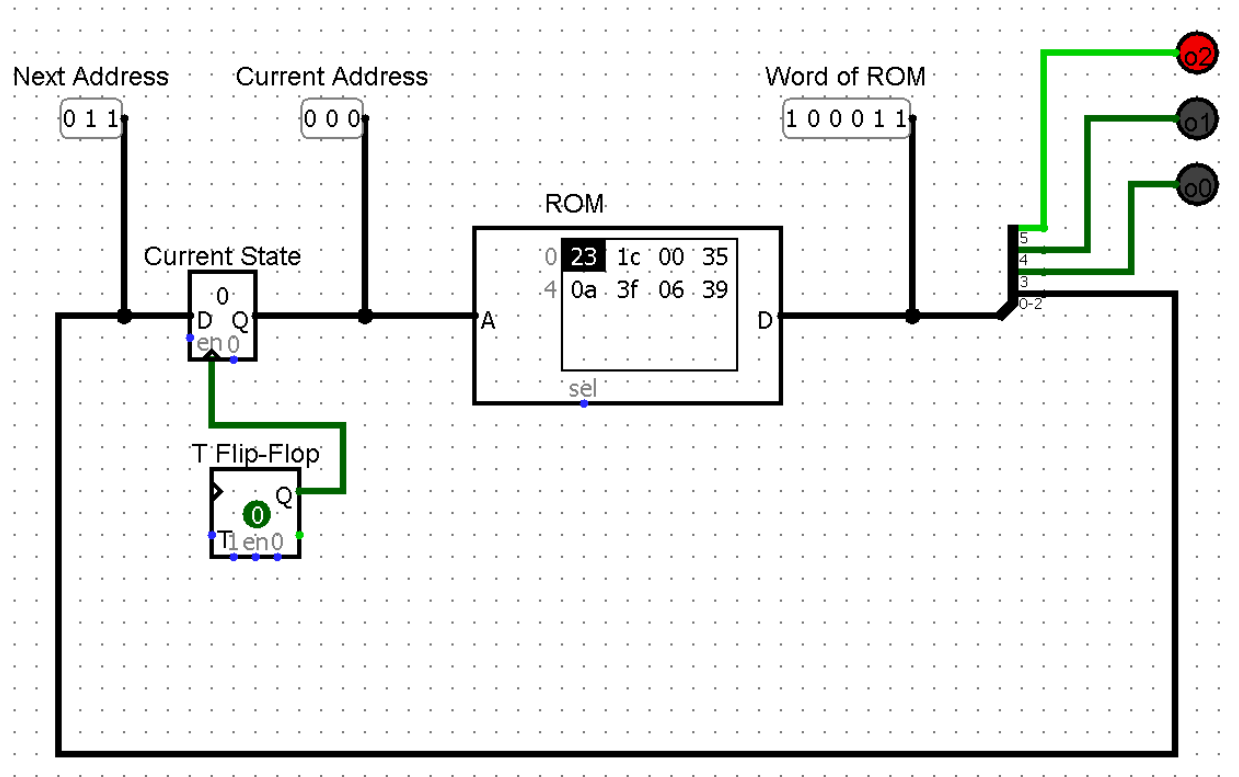 Next Address
Current Address
Word of ROM
0 1 1
0 0 0
1 0 0 0 1 1
o2
o1
o0
ROM
Current State
0
D Q
en 0
0 23 1c 00 35
4 0a 3f 06 39
A
D
sel
5
4
3
0-2
T Flip-Flop
Q
0
T 1 en 0